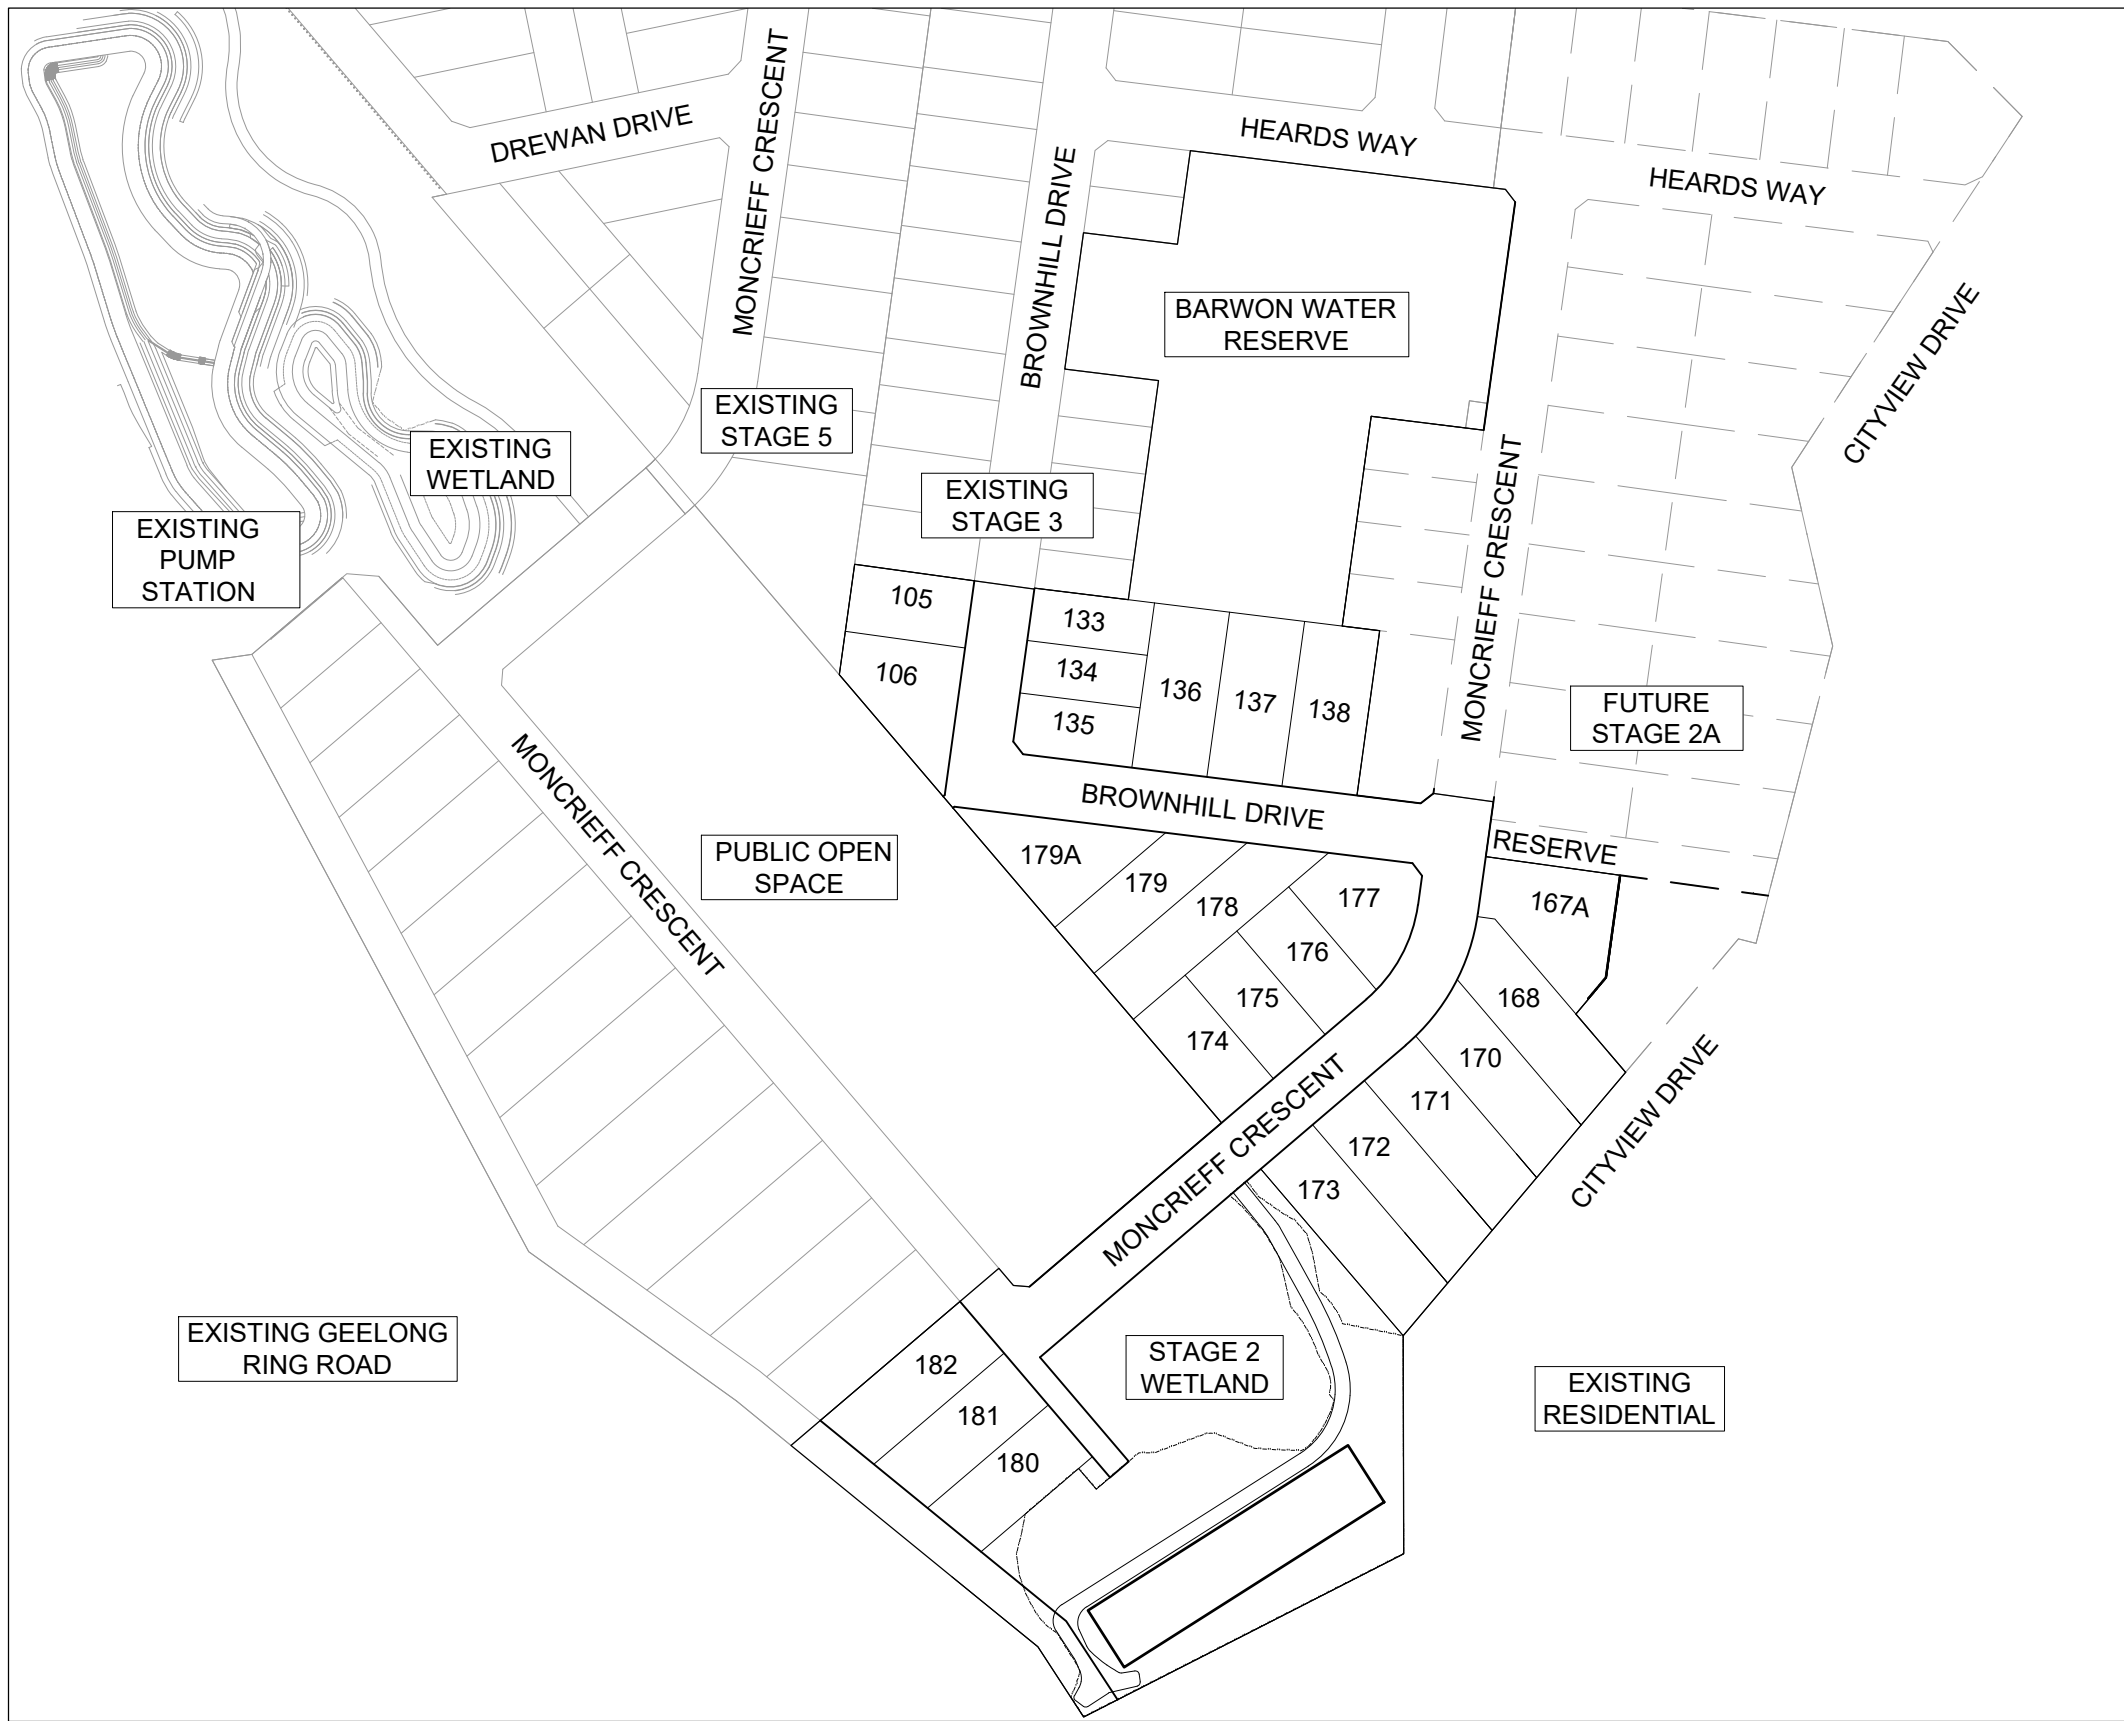 DREWAN DRIVE
MONCRIEFF CRESCENT
HEARDS WAY
HEARDS WAY
BROWNHILL DRIVE
BARWON WATER
RESERVE
CITYVIEW DRIVE
EXISTING
STAGE 5
EXISTING
WETLAND
EXISTING
STAGE 3
EXISTING
PUMP
STATION
MONCRIEFF CRESCENT
105
106
133
134
135
136
137
138
FUTURE
STAGE 2A
MONCRIEFF CRESCENT
BROWNHILL DRIVE
PUBLIC OPEN
SPACE
RESERVE
179A
179
178
177
167A
176
175
174
168
170
171
172
173
MONCRIEFF CRESCENT
CITYVIEW DRIVE
EXISTING GEELONG
RING ROAD
182
181
180
STAGE 2
WETLAND
EXISTING
RESIDENTIAL